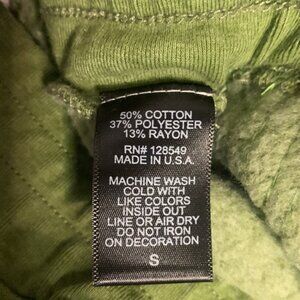 50% COTTON
37% POLYESTER
13% RAYON
RN# 128549
MADE IN U.S.A.
MACHINE WASH
COLD WITH
LIKE COLORS
INSIDE OUT
LINE OR AIR DRY
DO NOT IRON
ON DECORATION
S